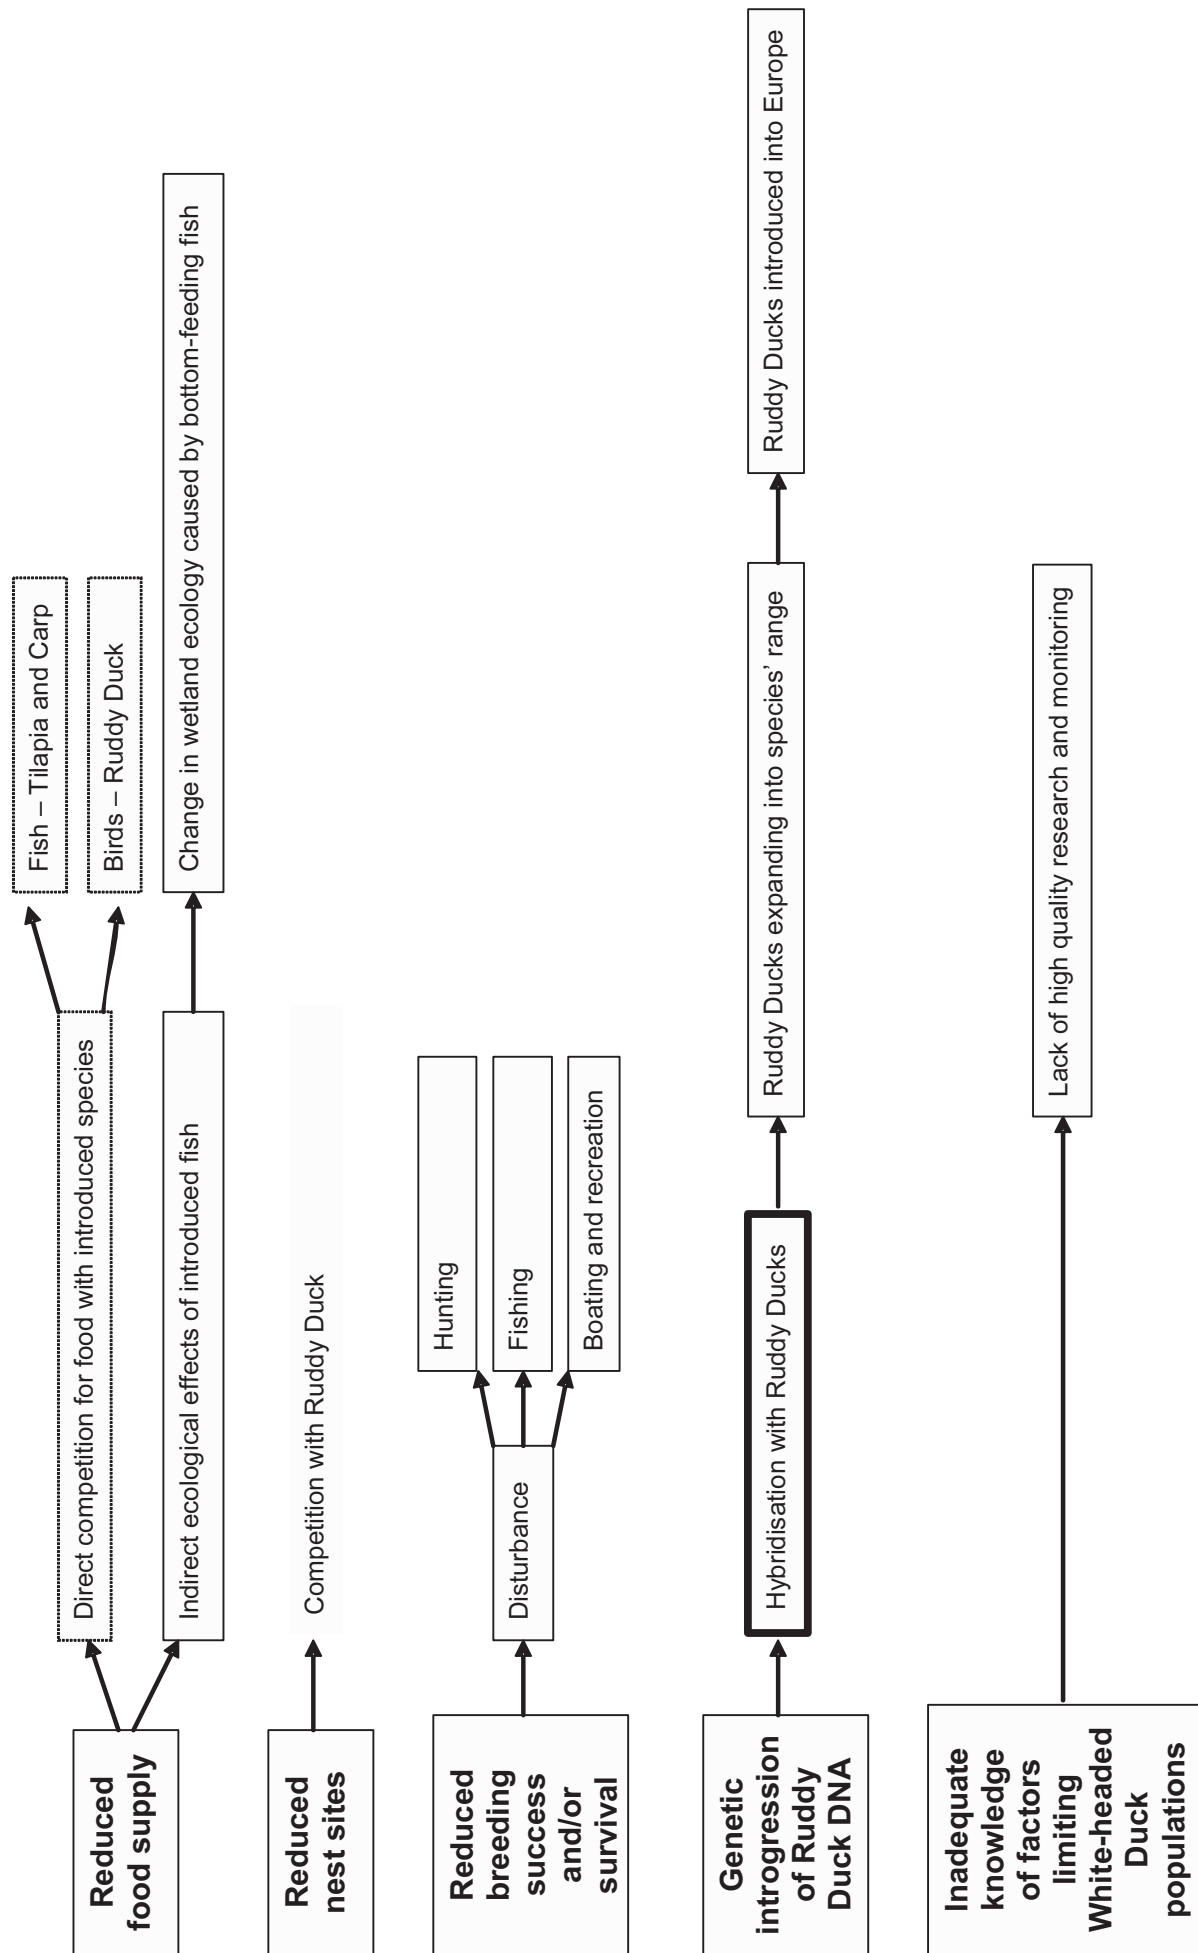 Reduced
food supply
Direct competition for food with introduced species
Fish – Tilapia and Carp
Birds – Ruddy Duck
Indirect ecological effects of introduced fish
Change in wetland ecology caused by bottom-feeding fish
Reduced
nest sites
Competition with Ruddy Duck
Reduced
breeding
success
and/or
survival
Disturbance
Hunting
Fishing
Boating and recreation
Genetic
introgression
of Ruddy
Duck DNA
Hybridisation with Ruddy Ducks
Ruddy Ducks expanding into species’ range
Ruddy Ducks introduced into Europe
Inadequate
knowledge
of factors
limiting
White-headed
Duck
populations
Lack of high quality research and monitoring